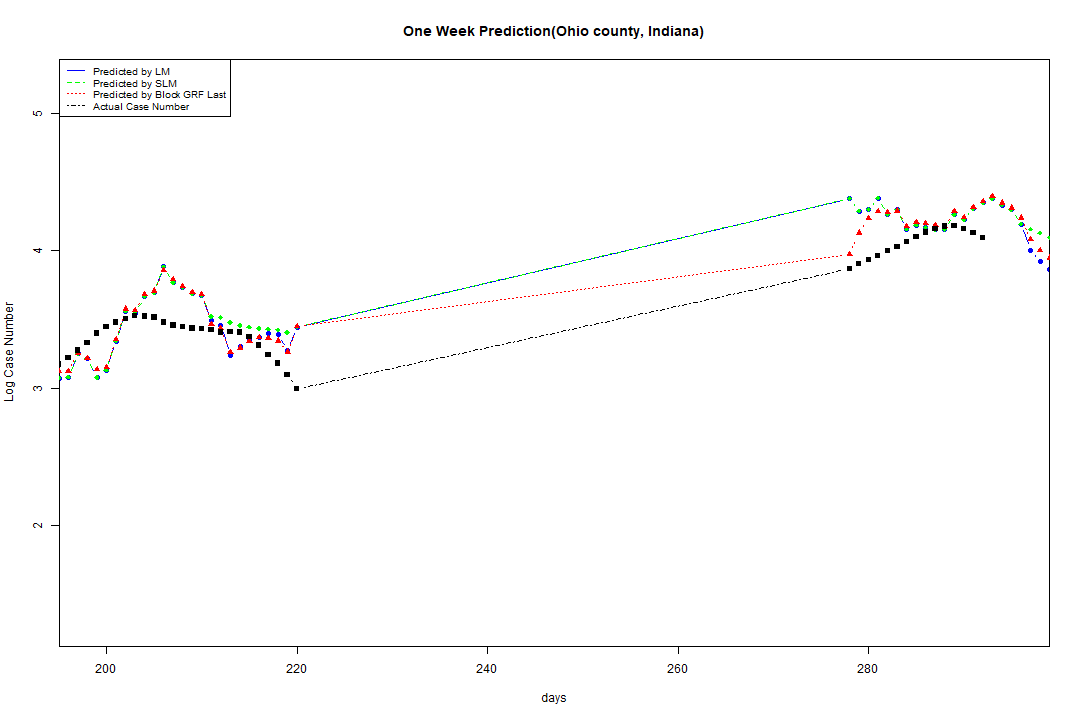 One Week Prediction(Ohio county, Indiana)
Predicted by LM
Predicted by SLM
Predicted by Block GRF Last
Actual Case Number
5
4
3
2
Log Case Number
200 220 240 260 280
days